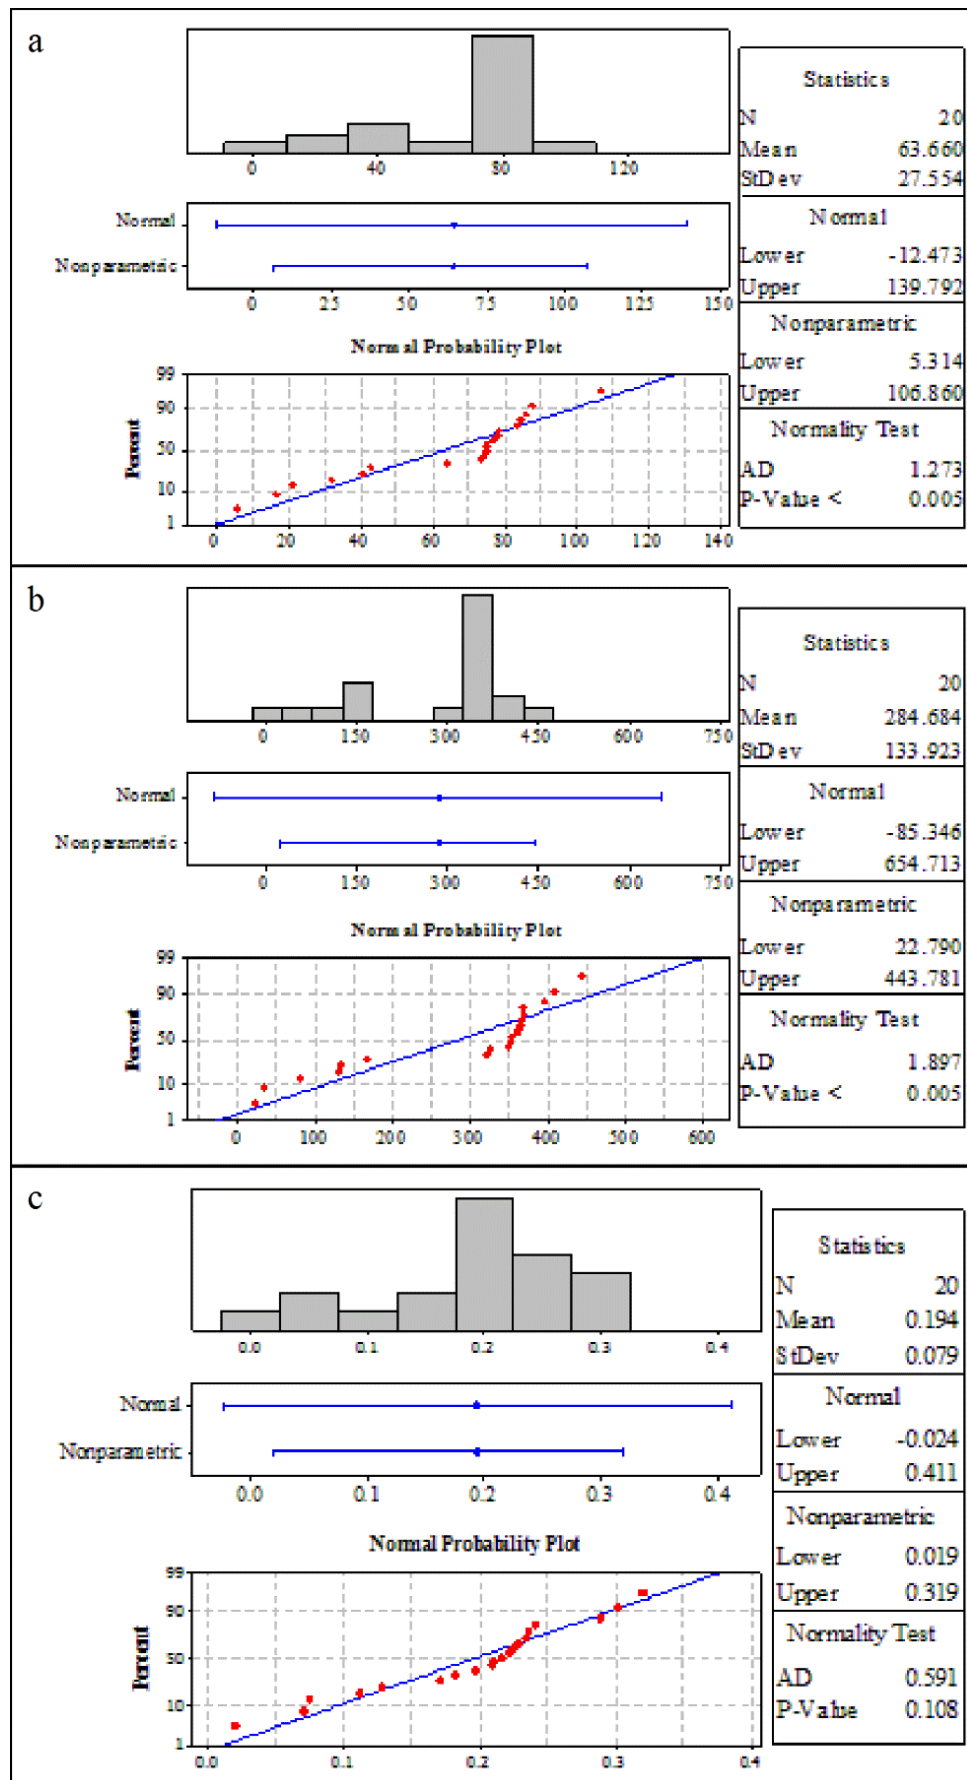 a
Statistics
N 20
Mean 63.660
StDev 27.554
0 40 80 120
Normal
Nonparametric
0 25 50 75 100 125 150
Normal
Lower -12.473
Upper 139.792
Nonparametric
Lower 5.314
Upper 106.860
Normality Test
AD 1.273
P-Value < 0.005
Normal Probability Plot
Percent
99
90
50
10
1
0 20 40 60 80 100 120 140
b
Statistics
N 20
Mean 284.684
StDev 133.923
0 150 300 450 600 750
Normal
Nonparametric
0 150 300 450 600 750
Normal
Lower -85.346
Upper 654.713
Nonparametric
Lower 22.790
Upper 443.781
Normality Test
AD 1.897
P-Value < 0.005
Normal Probability Plot
Percent
99
90
50
10
1
0 100 200 300 400 500 600
c
Statistics
N 20
Mean 0.194
StDev 0.079
0.0 0.1 0.2 0.3 0.4
Normal
Nonparametric
0.0 0.1 0.2 0.3 0.4
Normal
Lower -0.024
Upper 0.411
Nonparametric
Lower 0.019
Upper 0.319
Normality Test
AD 0.591
P-Value 0.108
Normal Probability Plot
Percent
99
90
50
10
1
0.0 0.1 0.2 0.3 0.4